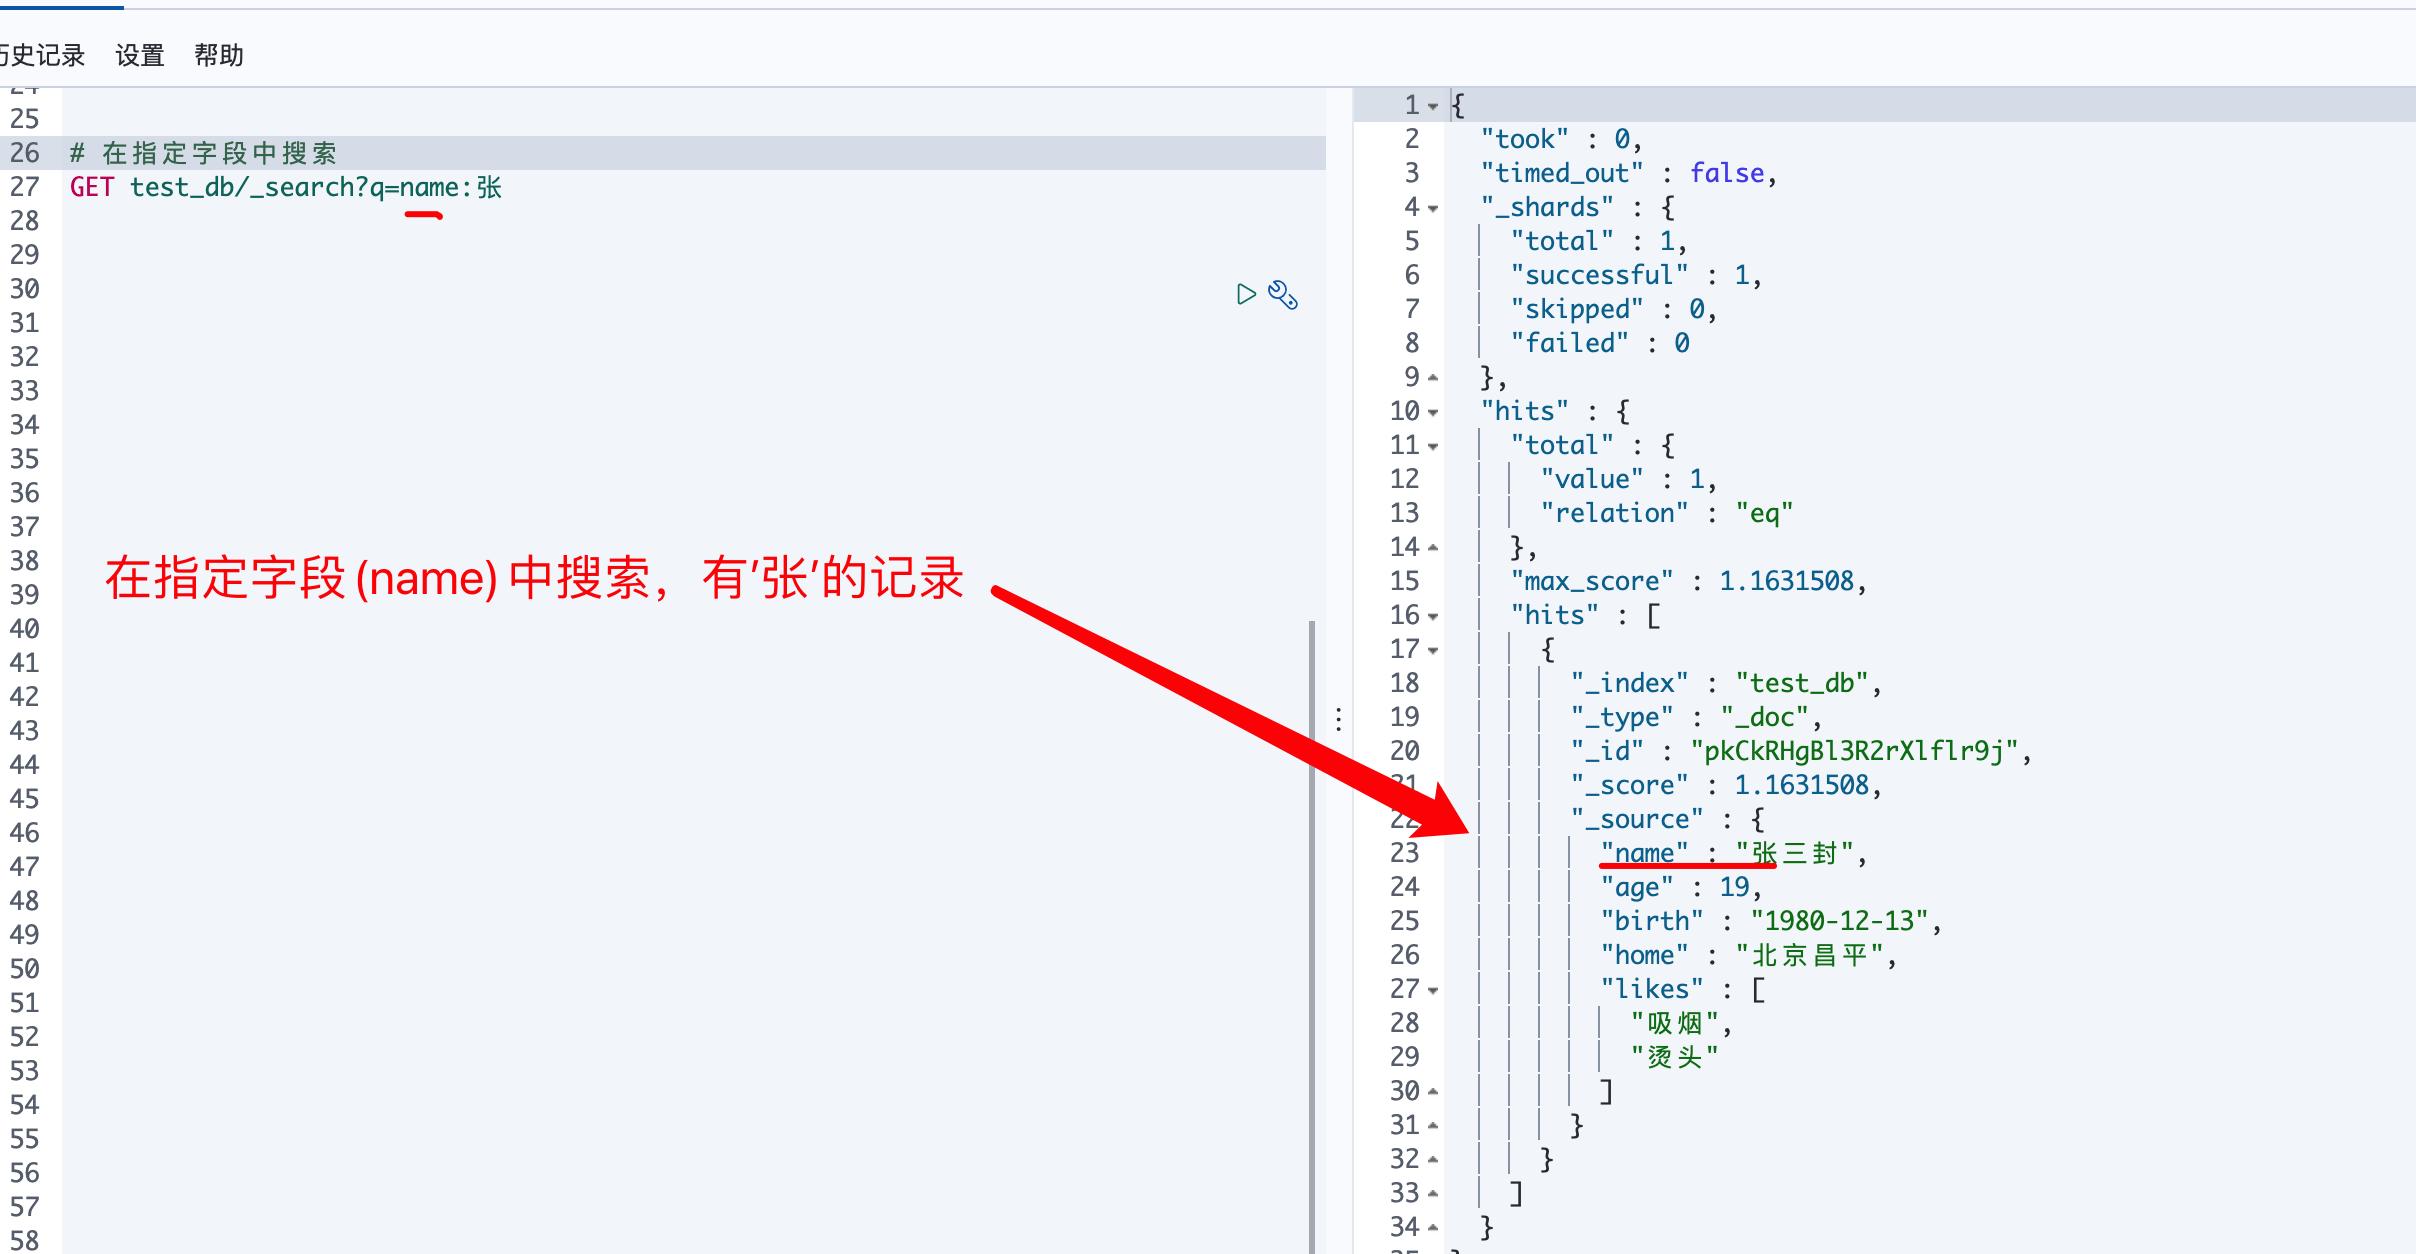 历史记录 设置 帮助
24
25
26 # 在指定字段中搜索
27 GET test_db/_search?q=name:张
28
29
30
31
32
33
34
35
36
37
38
39
40
41
42
43
44
45
46
47
48
49
50
51
52
53
54
55
56
57
58
在指定字段(name)中搜索，有'张'的记录
1 {
2 "took" : 0,
3 "timed_out" : false,
4 "_shards" : {
5 "total" : 1,
6 "successful" : 1,
7 "skipped" : 0,
8 "failed" : 0
9 },
10 "hits" : {
11 "total" : {
12 "value" : 1,
13 "relation" : "eq"
14 },
15 "max_score" : 1.1631508,
16 "hits" : [
17 {
18 "_index" : "test_db",
19 "_type" : "_doc",
20 "_id" : "pkCkRHgBl3R2rXlflr9j",
21 "_score" : 1.1631508,
22 "_source" : {
23 "name" : "张三封",
24 "age" : 19,
25 "birth" : "1980-12-13",
26 "home" : "北京昌平",
27 "likes" : [
28 "吸烟",
29 "烫头"
30 ]
31 }
32 }
33 ]
34 }
35 }